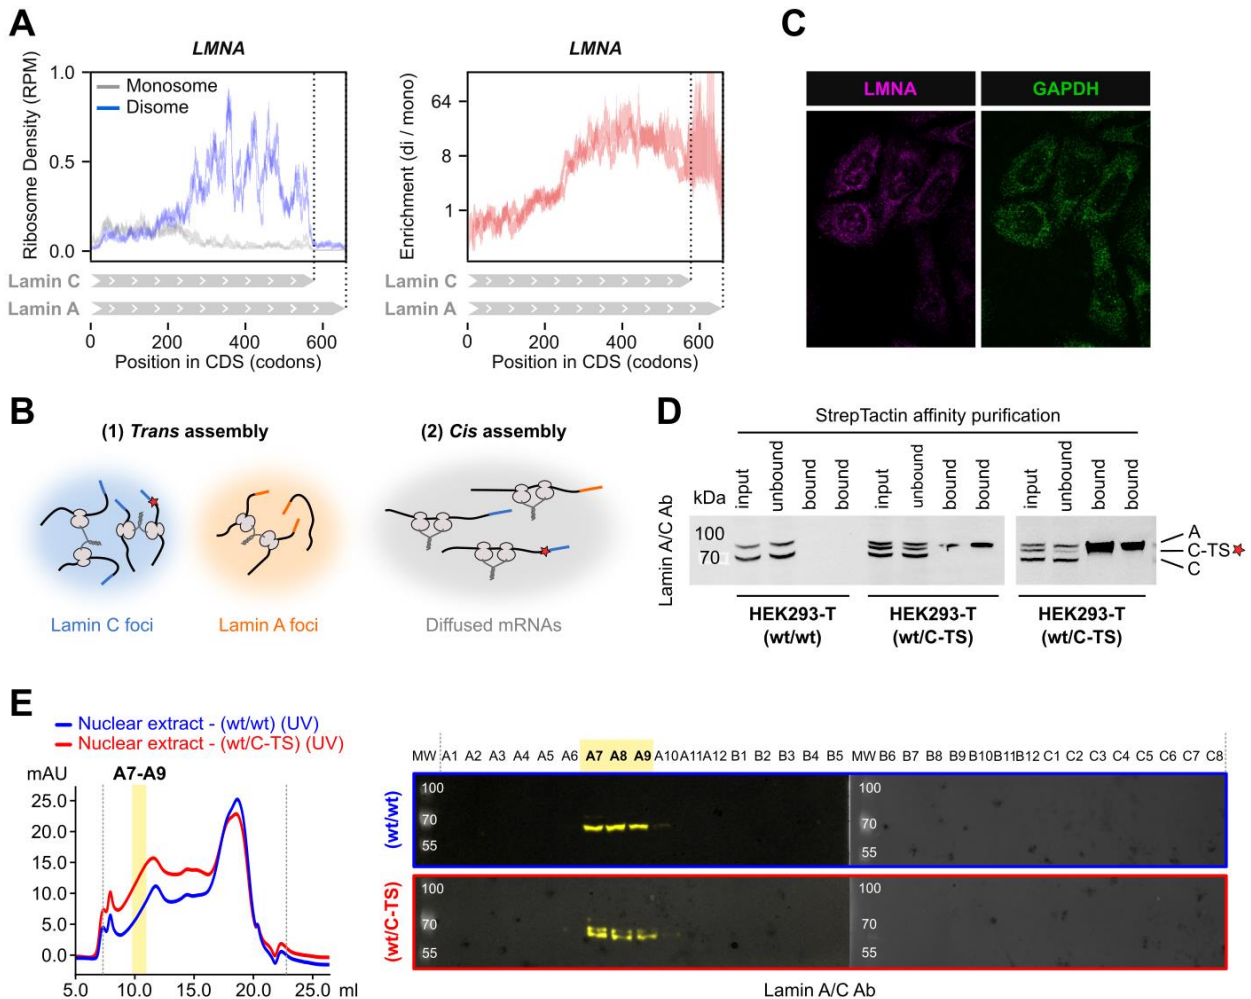 A
LMNA
Ribosome Density (RPM)
1.0
0.5
0.0
Monosome
Disome
Lamin C
Lamin A
0 200 400 600
Position in CDS (codons)
LMNA
Enrichment (di / mono)
64
8
1
0 200 400 600
Position in CDS (codons)
C
LMNA GAPDH
B
(1) Trans assembly
(2) Cis assembly
Lamin C foci
Lamin A foci
Diffused mRNAs
D
StrepTactin affinity purification
Lamin A/C Ab
kDa
100
70
input unbound bound bound
input unbound bound bound
input unbound bound bound
A
C-TS
C
HEK293-T
(wt/wt)
HEK293-T
(wt/C-TS)
HEK293-T
(wt/C-TS)
E
Nuclear extract - (wt/wt) (UV)
Nuclear extract - (wt/C-TS) (UV)
mAU
A7-A9
25.0
20.0
15.0
10.0
5.0
0.0
5.0 10.0 15.0 20.0 25.0 ml
MW A1 A2 A3 A4 A5 A6 A7 A8 A9 A10 A11 A12 B1 B2 B3 B4 B5 MW B6 B7 B8 B9 B10 B11 B12 C1 C2 C3 C4 C5 C6 C7 C8
(wt/wt)
100
70
55
100
70
55
(wt/C-TS)
100
70
55
100
70
55
Lamin A/C Ab